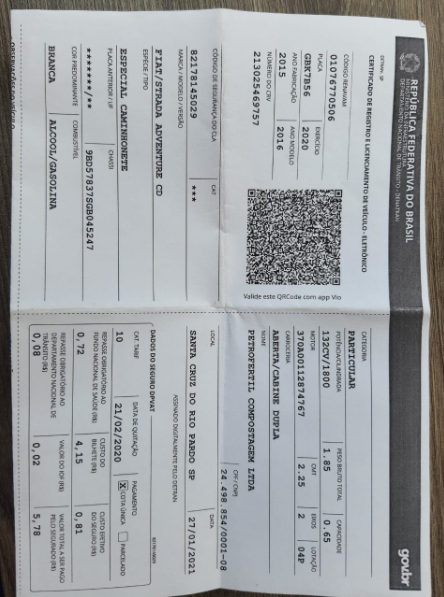 REPÚBLICA FEDERATIVA DO BRASIL
DEPARTAMENTO NACIONAL DE TRÂNSITO - DENATRAN
gov.br
CERTIFICADO DE REGISTRO E LICENCIAMENTO DE VEÍCULO - ELETRÔNICO
CÓDIGO RENAVAM
01076770506
PLACA EXERCÍCIO
GBK7B56 2020
ANO FABRICAÇÃO ANO MODELO
2015 2016
NÚMERO DO CRV
213025469757
Valide este QRCode com app Vio
CÓDIGO DE SEGURANÇA DO CLA CAT
82178145029 ***
MARCA / MODELO / VERSÃO
FIAT/STRADA ADVENTURE CD
ESPÉCIE / TIPO
ESPECIAL CAMINHONETE
PLACA ANTERIOR / UF CHASSI
*******/** 9BD57837SGB045247
COR PREDOMINANTE COMBUSTÍVEL
BRANCA ALCOOL/GASOLINA
CATEGORIA CAPACIDADE
PARTICULAR 0.65
POTÊNCIA/CILINDRADA PESO BRUTO TOTAL
132CV/1800 1.85
MOTOR CMT EIXOS LOTAÇÃO
370A00112874767 2.25 2 04P
CARROCERIA
ABERTA/CABINE DUPLA
NOME
PETROFERTIL COMPOSTAGEM LTDA
CPF / CNPJ
24.498.854/0001-08
LOCAL DATA
SANTA CRUZ DO RIO PARDO SP 27/01/2021
ASSINADO DIGITALMENTE PELO DETRAN
DADOS DO SEGURO DPVAT
CAT. TARIF DATA DE QUITAÇÃO PAGAMENTO
10 21/02/2020 X COTA ÚNICA PARCELADO
REPASSE OBRIGATÓRIO AO FUNDO NACIONAL DE SAÚDE (R$) CUSTO DO BILHETE (R$) CUSTO EFETIVO DO SEGURO (R$)
0,72 4,15 0,81
REPASSE OBRIGATÓRIO AO DEPARTAMENTO NACIONAL DE TRÂNSITO (R$) VALOR DO IOF (R$) VALOR TOTAL A SER PAGO PELO SEGURADO (R$)
0,08 0,02 5,78